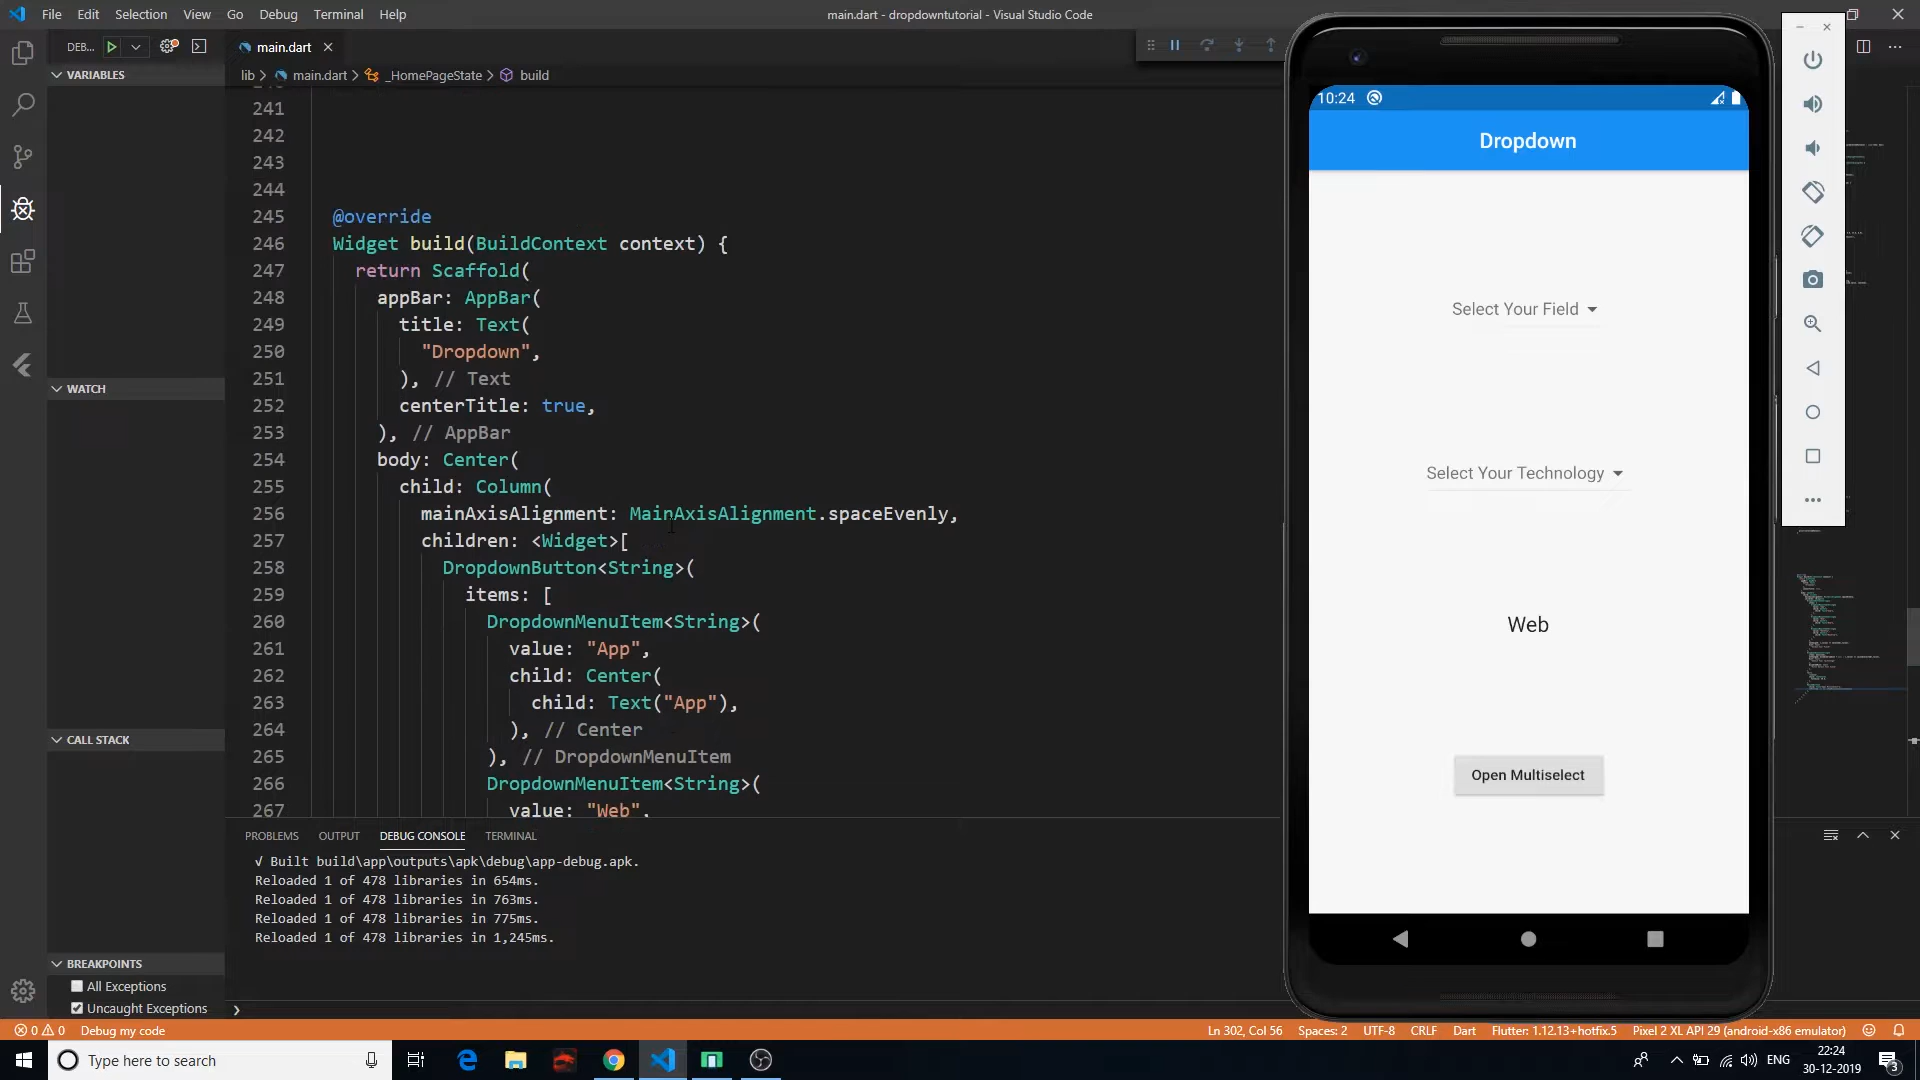 File Edit Selection View Go Debug Terminal Help
main.dart - dropdowntutorial - Visual Studio Code
DEB...
main.dart
VARIABLES
lib > main.dart > _HomePageState > build
241
242
243
244
245 @override
246 Widget build(BuildContext context) {
247 return Scaffold(
248 appBar: AppBar(
249 title: Text(
250 "Dropdown",
251 ), // Text
252 centerTitle: true,
253 ), // AppBar
254 body: Center(
255 child: Column(
256 mainAxisAlignment: MainAxisAlignment.spaceEvenly,
257 children: <Widget>[
258 DropdownButton<String>(
259 items: [
260 DropdownMenuItem<String>(
261 value: "App",
262 child: Center(
263 child: Text("App"),
264 ), // Center
265 ), // DropdownMenuItem
266 DropdownMenuItem<String>(
267 value: "Web",
WATCH
CALL STACK
BREAKPOINTS
All Exceptions
Uncaught Exceptions
PROBLEMS OUTPUT DEBUG CONSOLE TERMINAL
√ Built build\app\outputs\apk\debug\app-debug.apk.
Reloaded 1 of 478 libraries in 654ms.
Reloaded 1 of 478 libraries in 763ms.
Reloaded 1 of 478 libraries in 775ms.
Reloaded 1 of 478 libraries in 1,245ms.
10:24
Dropdown
Select Your Field
Select Your Technology
Web
Open Multiselect
0 0 Debug my code
Ln 302, Col 56 Spaces: 2 UTF-8 CRLF Dart Flutter: 1.12.13+hotfix.5 Pixel 2 XL API 29 (android-x86 emulator)
Type here to search
ENG
22:24
30-12-2019
3